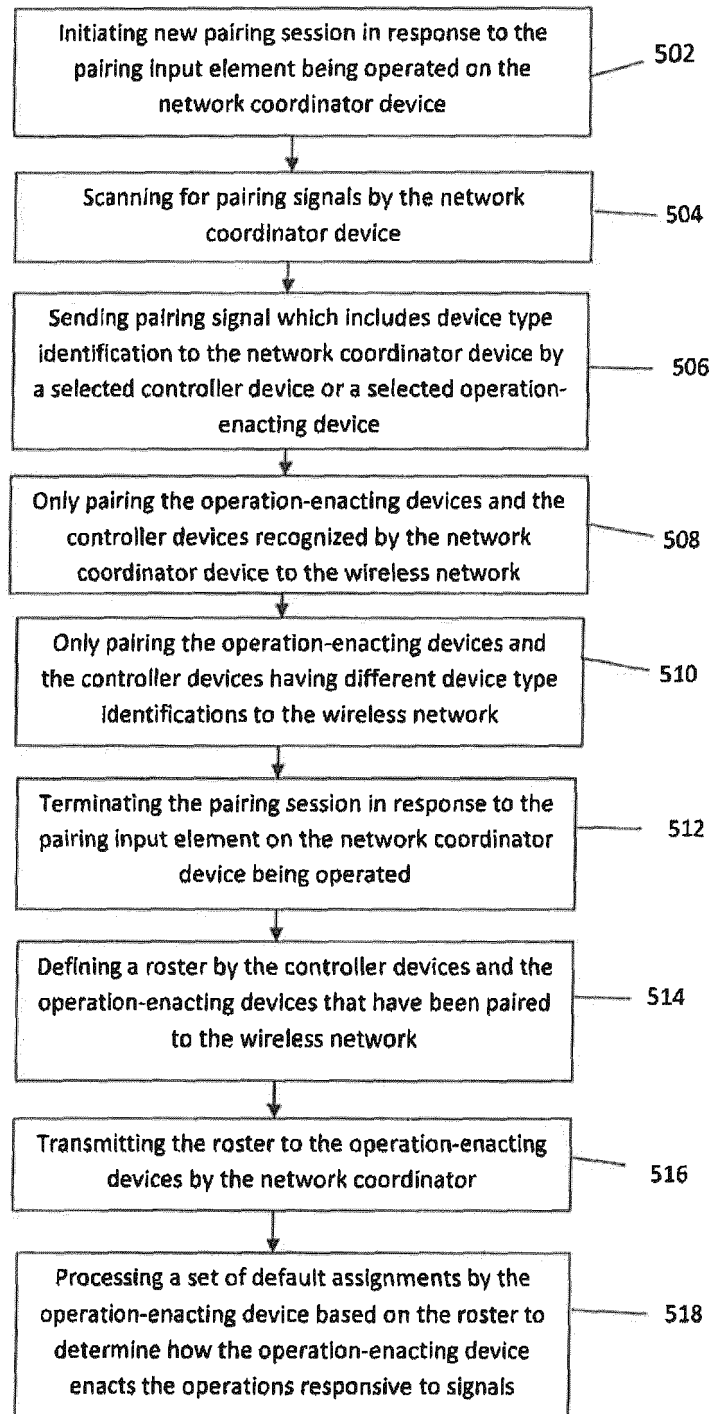 Initiating new pairing session in response to the
pairing input element being operated on the
network coordinator device
502
Scanning for pairing signals by the network
coordinator device
504
Sending pairing signal which includes device type
identification to the network coordinator device by
a selected controller device or a selected operation-
enacting device
506
Only pairing the operation-enacting devices and the
controller devices recognized by the network
coordinator device to the wireless network
508
Only pairing the operation-enacting devices and
the controller devices having different device type
identifications to the wireless network
510
Terminating the pairing session in response to the
pairing input element on the network coordinator
device being operated
512
Defining a roster by the controller devices and the
operation-enacting devices that have been paired
to the wireless network
514
Transmitting the roster to the operation-enacting
devices by the network coordinator
516
Processing a set of default assignments by the
operation-enacting device based on the roster to
determine how the operation-enacting device
enacts the operations responsive to signals
518